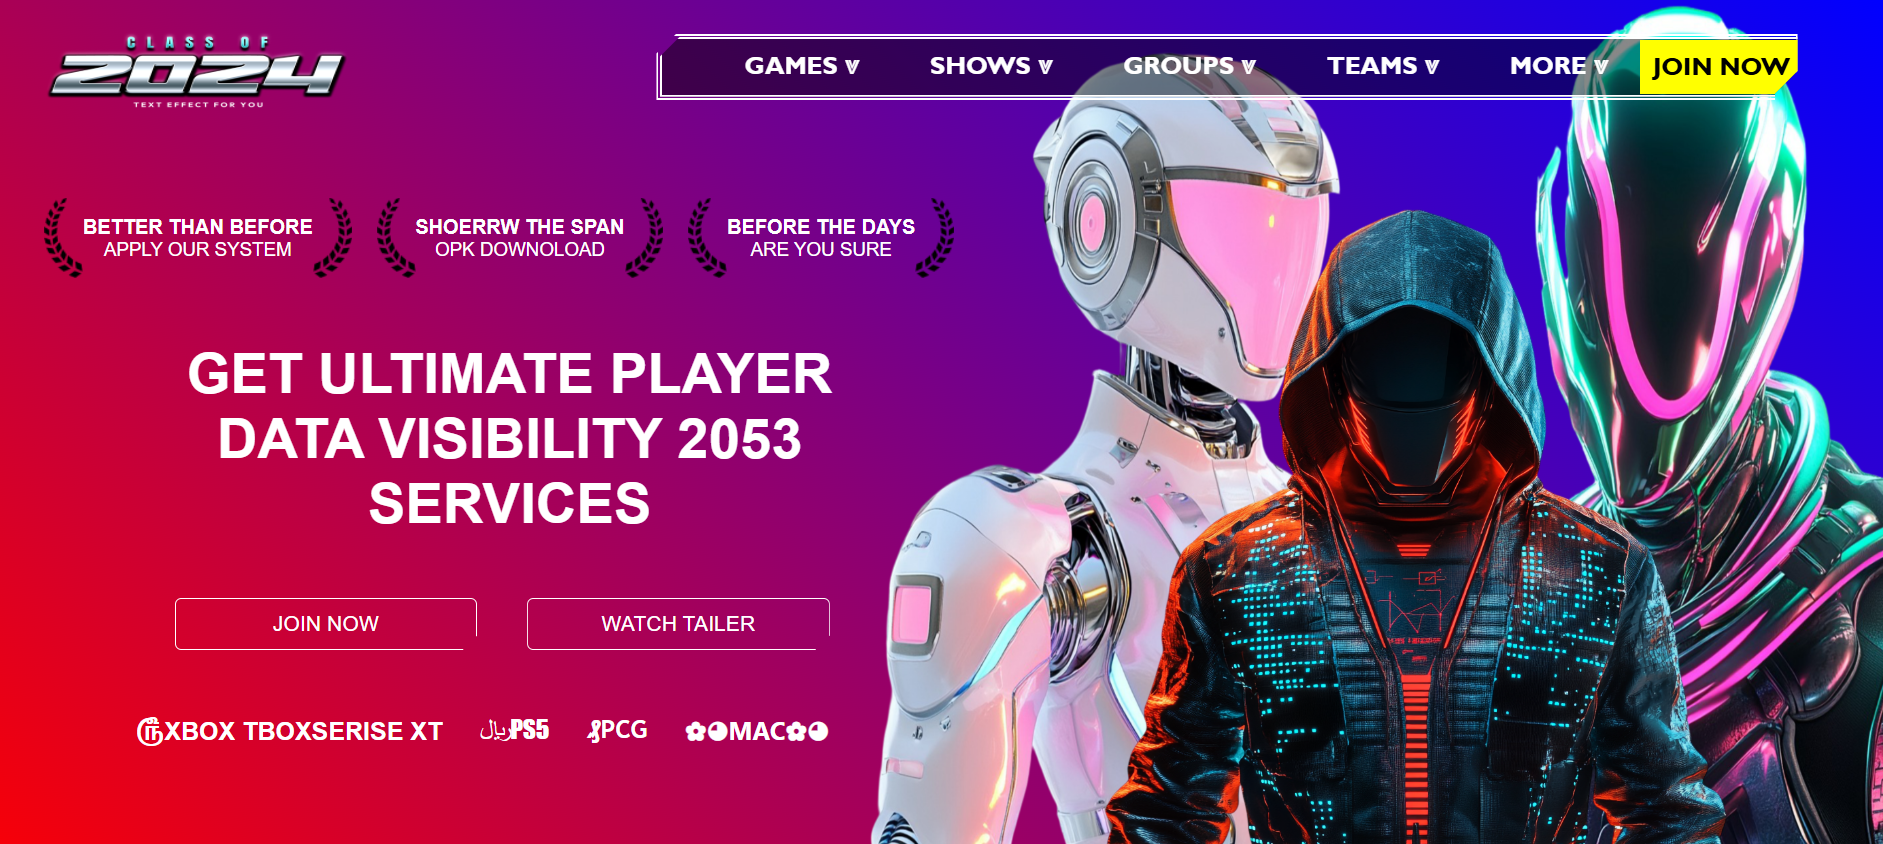 CLASS OF
2024
TEXT EFFECT FOR YOU
GAMES
SHOWS
GROUPS
TEAMS
MORE
JOIN NOW
BETTER THAN BEFORE
APPLY OUR SYSTEM
SHOERRW THE SPAN
OPK DOWNOLOAD
BEFORE THE DAYS
ARE YOU SURE
GET ULTIMATE PLAYER
DATA VISIBILITY 2053
SERVICES
JOIN NOW
WATCH TAILER
XBOX TBOXSERISE XT
﷼PS5
PCG
✿◕MAC✿◕